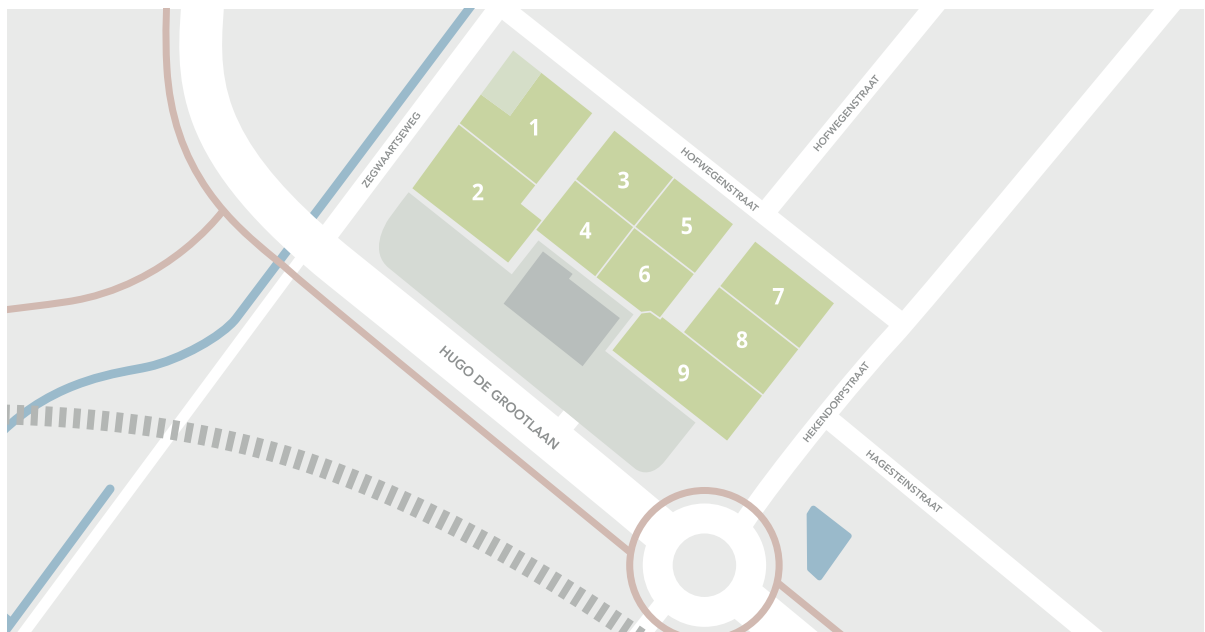 HOFWEGENSTRAAT
ZEGWAARTSEWEG
1
HOFWEGENSTRAAT
3
2
5
4
6
7
8
9
HUGO DE GROOTLAAN
HEKENDORPSTRAAT
HAGESTEINSTRAAT